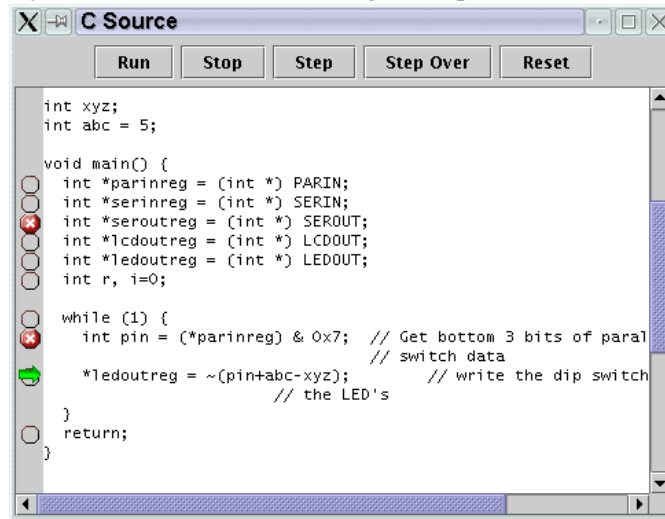 C Source
Run Stop Step Step Over Reset
int xyz;
int abc = 5;
void main() {
int *parinreg = (int *) PARIN;
int *serinreg = (int *) SERIN;
int *seroutreg = (int *) SEROUT;
int *lcdoutreg = (int *) LCDOUT;
int *ledoutreg = (int *) LEDOUT;
int r, i=0;
while (1) {
int pin = (*parinreg) & 0x7; // Get bottom 3 bits of paral
// switch data
*ledoutreg = ~(pin+abc-xyz); // write the dip switch
// the LED's
}
return;
}